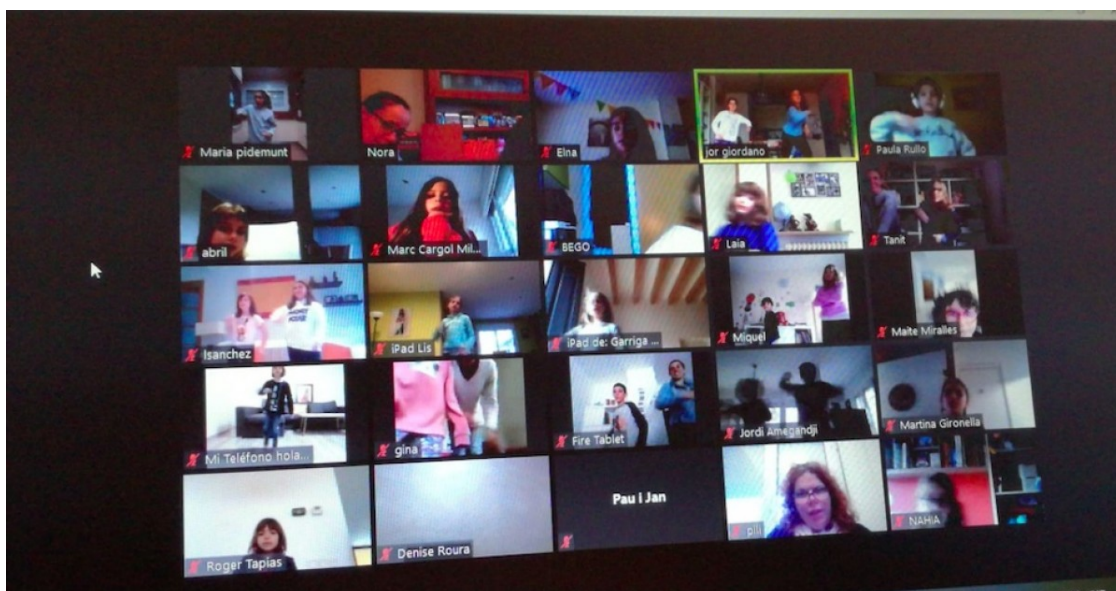 Maria pidemunt
Nora
Elna
jor giordano
Paula Rullo
abril
Marc Cargol Mil...
BEGO
Laia
Tanit
lsanchez
iPad Lis
iPad de: Garriga ...
Miquel
Maite Miralles
Mi Teléfono hola...
gina
Fire Tablet
Jordi Amegandji
Martina Gironella
Roger Tapias
Denise Roura
Pau i Jan
pili
NAHIA